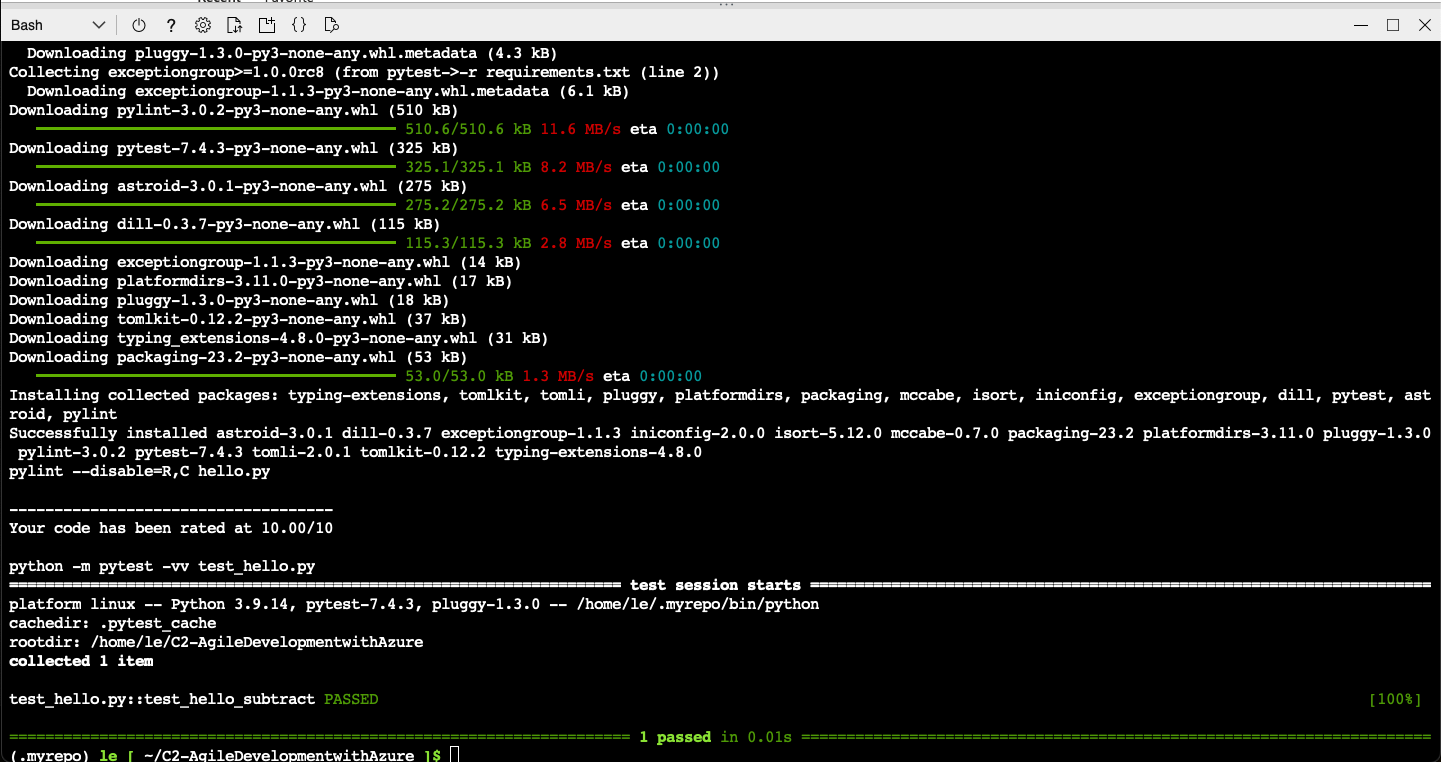 Bash
Downloading pluggy-1.3.0-py3-none-any.whl.metadata (4.3 kB)
Collecting exceptiongroup>=1.0.0rc8 (from pytest->-r requirements.txt (line 2))
Downloading exceptiongroup-1.1.3-py3-none-any.whl.metadata (6.1 kB)
Downloading pylint-3.0.2-py3-none-any.whl (510 kB)
510.6/510.6 kB 11.6 MB/s eta 0:00:00
Downloading pytest-7.4.3-py3-none-any.whl (325 kB)
325.1/325.1 kB 8.2 MB/s eta 0:00:00
Downloading astroid-3.0.1-py3-none-any.whl (275 kB)
275.2/275.2 kB 6.5 MB/s eta 0:00:00
Downloading dill-0.3.7-py3-none-any.whl (115 kB)
115.3/115.3 kB 2.8 MB/s eta 0:00:00
Downloading exceptiongroup-1.1.3-py3-none-any.whl (14 kB)
Downloading platformdirs-3.11.0-py3-none-any.whl (17 kB)
Downloading pluggy-1.3.0-py3-none-any.whl (18 kB)
Downloading tomlkit-0.12.2-py3-none-any.whl (37 kB)
Downloading typing_extensions-4.8.0-py3-none-any.whl (31 kB)
Downloading packaging-23.2-py3-none-any.whl (53 kB)
53.0/53.0 kB 1.3 MB/s eta 0:00:00
Installing collected packages: typing-extensions, tomlkit, tomli, pluggy, platformdirs, packaging, mccabe, isort, iniconfig, exceptiongroup, dill, pytest, ast
roid, pylint
Successfully installed astroid-3.0.1 dill-0.3.7 exceptiongroup-1.1.3 iniconfig-2.0.0 isort-5.12.0 mccabe-0.7.0 packaging-23.2 platformdirs-3.11.0 pluggy-1.3.0
pylint-3.0.2 pytest-7.4.3 tomli-2.0.1 tomlkit-0.12.2 typing-extensions-4.8.0
pylint --disable=R,C hello.py
------------------------------------
Your code has been rated at 10.00/10
python -m pytest -vv test_hello.py
test session starts
platform linux -- Python 3.9.14, pytest-7.4.3, pluggy-1.3.0 -- /home/le/.myrepo/bin/python
cachedir: .pytest_cache
rootdir: /home/le/C2-AgileDevelopmentwithAzure
collected 1 item
test_hello.py::test_hello_subtract PASSED [100%]
1 passed in 0.01s
(.myrepo) le [ ~/C2-AgileDevelopmentwithAzure ]$